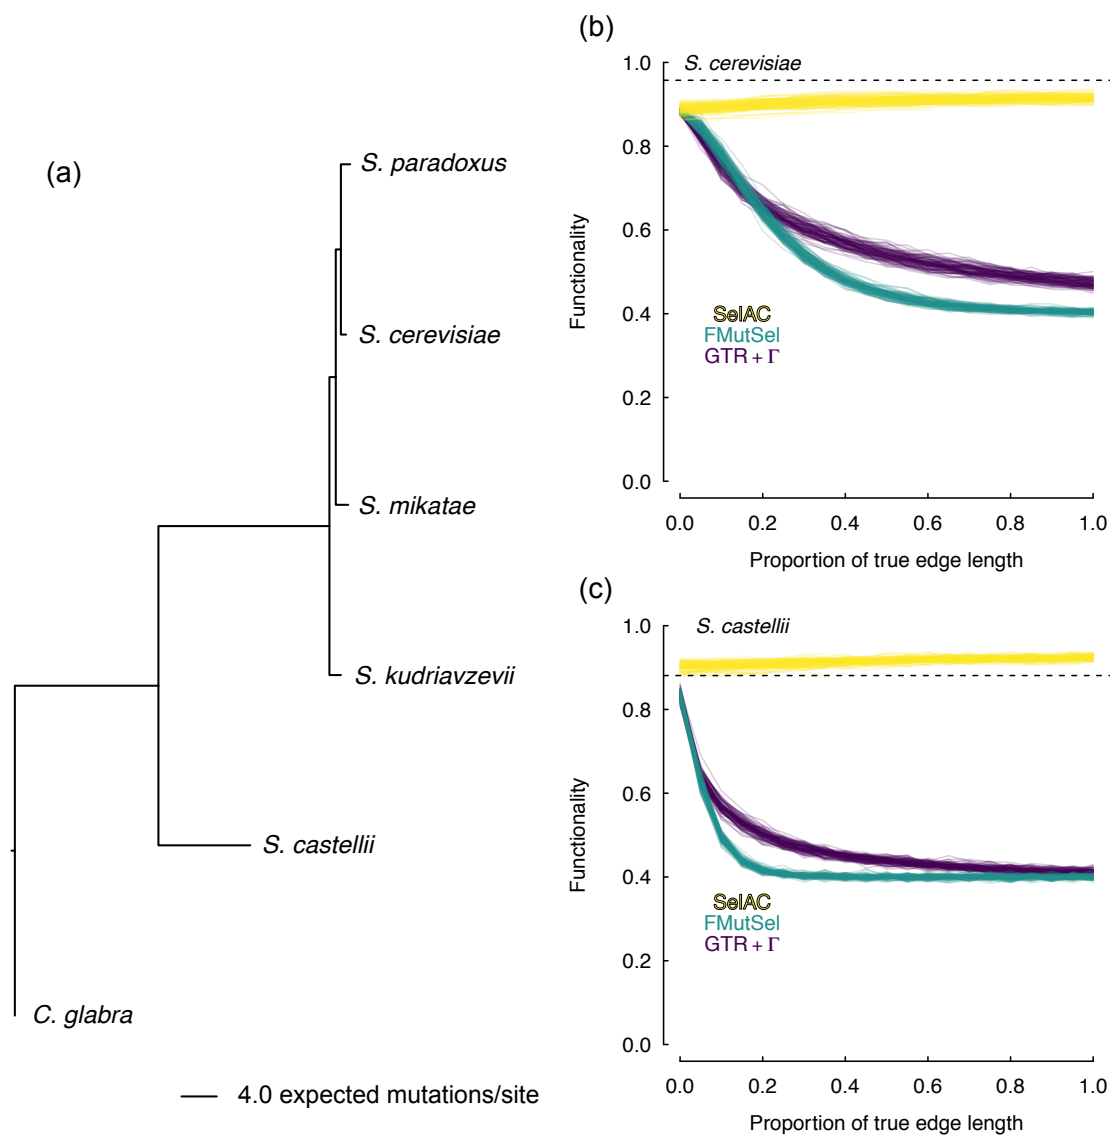 (a)
S. paradoxus
S. cerevisiae
S. mikatae
S. kudriavzevii
S. castellii
C. glabra
4.0 expected mutations/site
(b)
S. cerevisiae
1.0
0.8
0.6
0.4
0.2
0.0
Functionality
SelAC
FMutSel
GTR + Γ
0.0 0.2 0.4 0.6 0.8 1.0
Proportion of true edge length
(c)
S. castellii
1.0
0.8
0.6
0.4
0.2
0.0
Functionality
SelAC
FMutSel
GTR + Γ
0.0 0.2 0.4 0.6 0.8 1.0
Proportion of true edge length